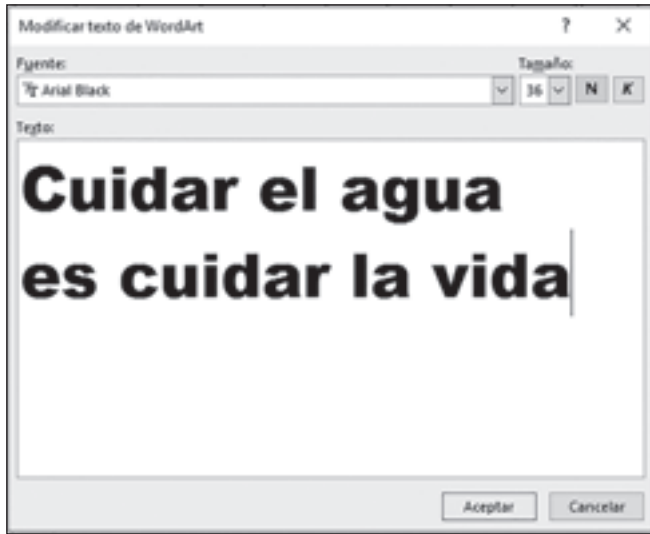 Modificar texto de WordArt ? ×
Fuente: Tamaño:
Tr Arial Black 36 N K
Texto:
Cuidar el agua
es cuidar la vida
Aceptar Cancelar